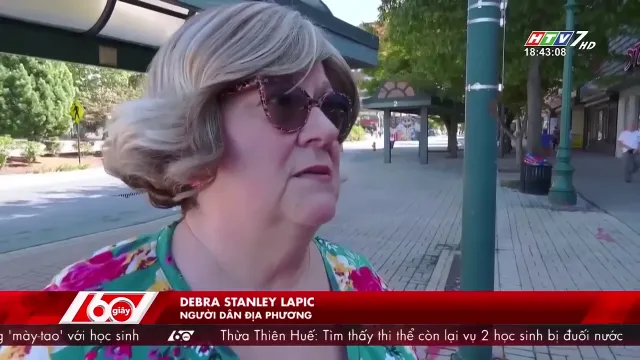 HTV7 HD
18:43:08
60 giây
DEBRA STANLEY LAPIC
NGƯỜI DÂN ĐỊA PHƯƠNG
g 'mày-tao' với học sinh 60 Thừa Thiên Huế: Tìm thấy thi thể còn lại vụ 2 học sinh bị đuối nước